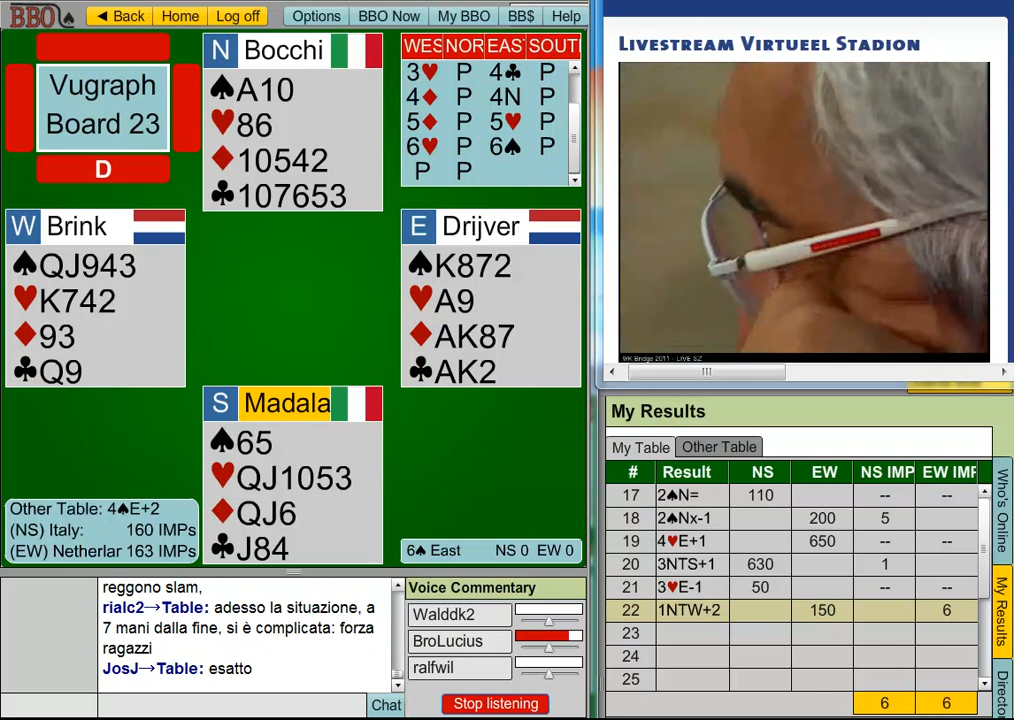 BBO
Back Home Log off Options BBO Now My BBO BB$ Help
Vugraph
Board 23
D
N Bocchi
♠A10
♥86
♦10542
♣107653
WES NOR EAS SOUT
3♥ P 4♣ P
4♦ P 4N P
5♦ P 5♥ P
6♥ P 6♠ P
P P
W Brink
♠QJ943
♥K742
♦93
♣Q9
E Drijver
♠K872
♥A9
♦AK87
♣AK2
S Madala
♠65
♥QJ1053
♦QJ6
♣J84
Other Table: 4♠E+2
(NS) Italy: 160 IMPs
(EW) Netherlar 163 IMPs
6♠ East NS 0 EW 0
reggono slam,
rialc2→Table: adesso la situazione, a
7 mani dalla fine, si è complicata: forza
ragazzi
JosJ→Table: esatto
Chat
Voice Commentary
Walddk2
BroLucius
ralfwil
Stop listening
Livestream Virtueel Stadion
WK Bridge 2011 - LIVE SZ
My Results
My Table Other Table
# Result NS EW NS IMP EW IMF
17 2♠N= 110 -- --
18 2♠Nx-1 200 5
19 4♥E+1 650 -- --
20 3NTS+1 630 1
21 3♥E-1 50 -- --
22 1NTW+2 150 6
23
24
25
6 6
Who's Online
My Results
Director